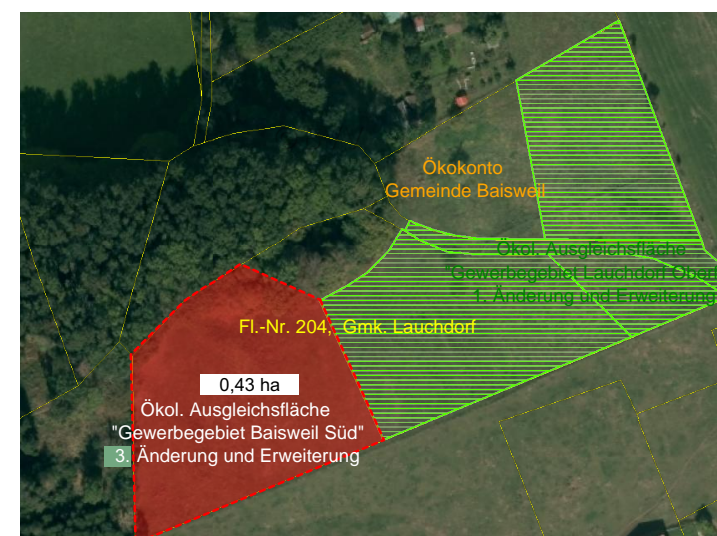 Ökokonto
Gemeinde Baisweil
Ökol. Ausgleichsfläche
"Gewerbegebiet Lauchdorf Ober
1. Änderung und Erweiterung
Fl.-Nr. 204, Gmk. Lauchdorf
0,43 ha
Ökol. Ausgleichsfläche
"Gewerbegebiet Baisweil Süd"
3. Änderung und Erweiterung